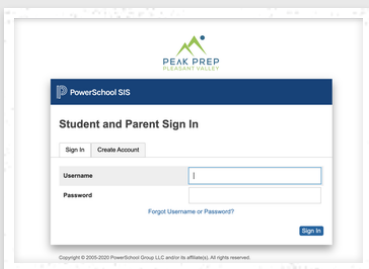 PEAK PREP
PLEASANT VALLEY
PowerSchool SIS
Student and Parent Sign In
Sign In Create Account
Username
Password
Forgot Username or Password?
Sign In
Copyright © 2005-2020 PowerSchool Group LLC and/or its affiliate(s). All rights reserved.